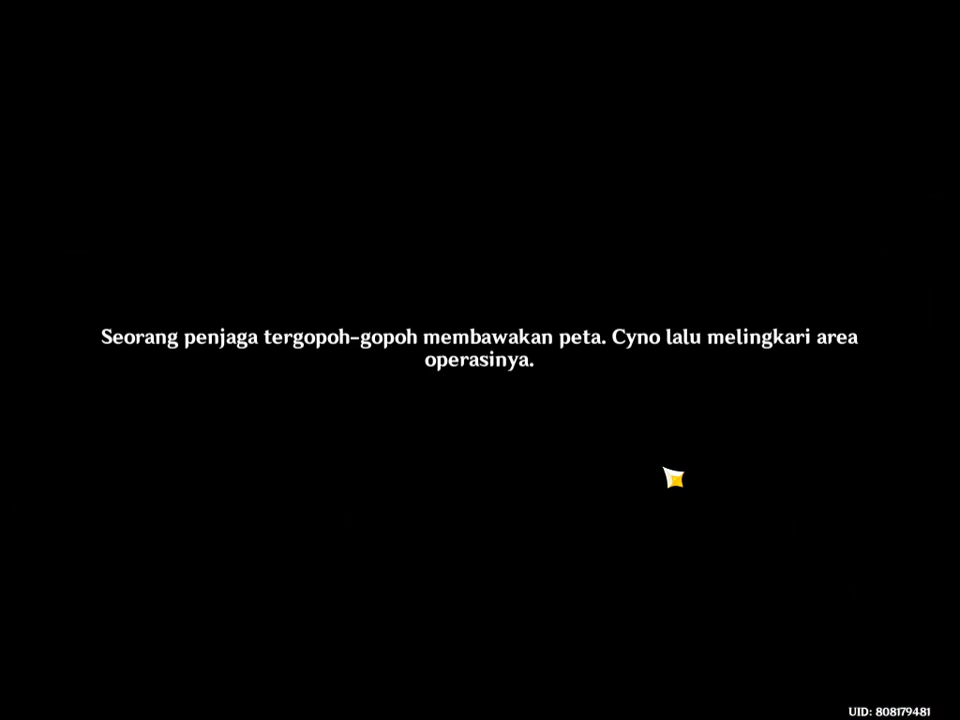 Seorang penjaga tergopoh-gopoh membawakan peta. Cyno lalu melingkari area
operasinya.
UID: 808179481